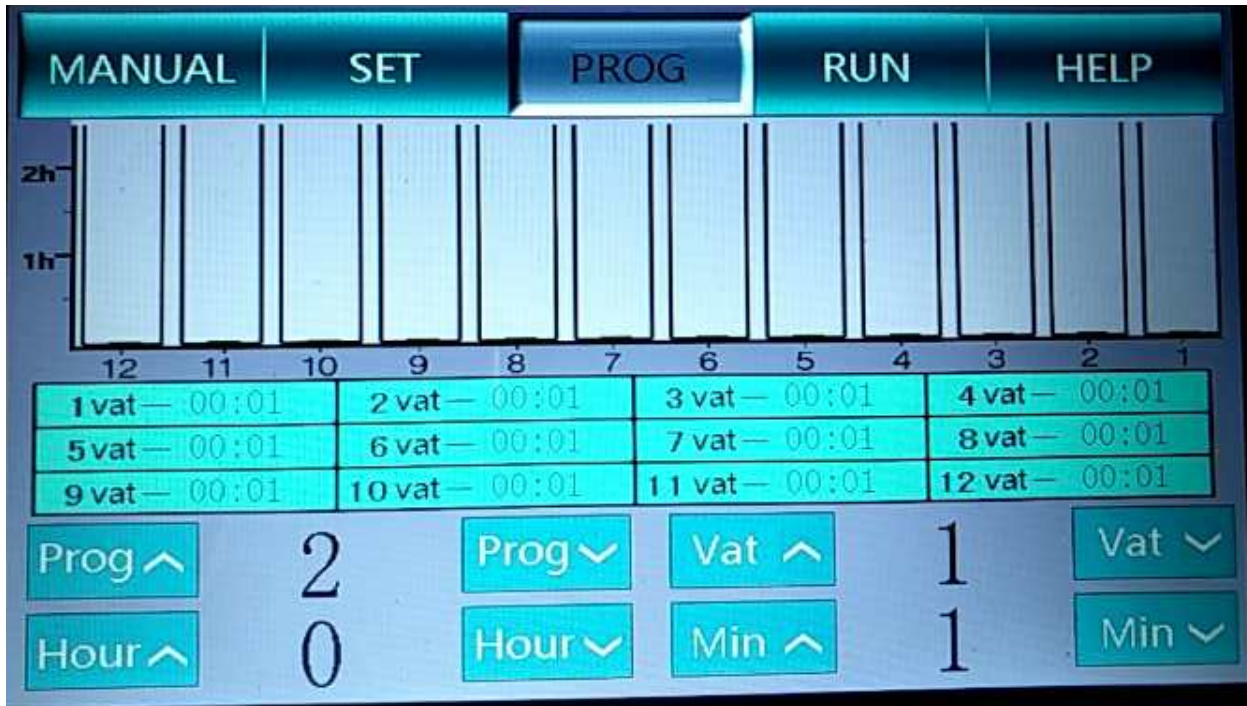 MANUAL SET PROG RUN HELP
2h
1h
12 11 10 9 8 7 6 5 4 3 2 1
1 vat— 00:01 2 vat— 00:01 3 vat— 00:01 4 vat— 00:01
5 vat— 00:01 6 vat— 00:01 7 vat— 00:01 8 vat— 00:01
9 vat— 00:01 10 vat— 00:01 11 vat— 00:01 12 vat— 00:01
Prog 2 Prog Vat 1 Vat
Hour 0 Hour Min 1 Min